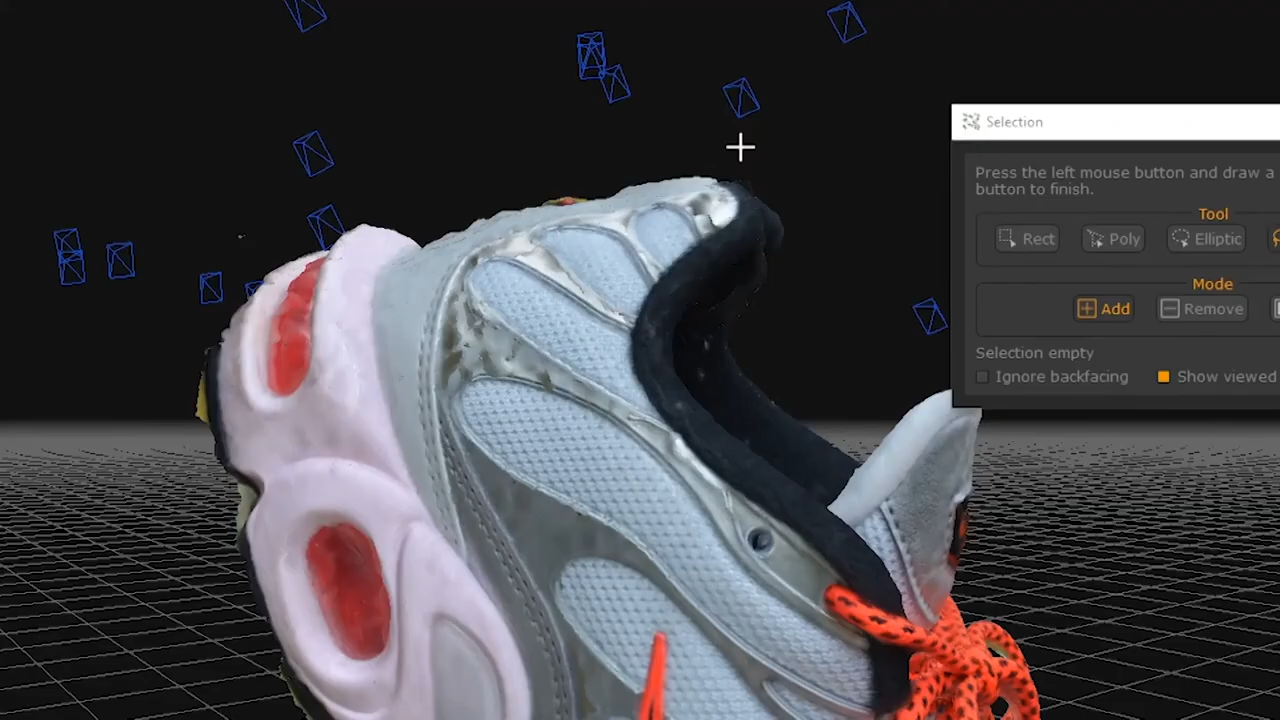 Selection
Press the left mouse button and draw a
button to finish.
Tool
Rect
Poly
Elliptic
Mode
Add
Remove
Selection empty
Ignore backfacing
Show viewed